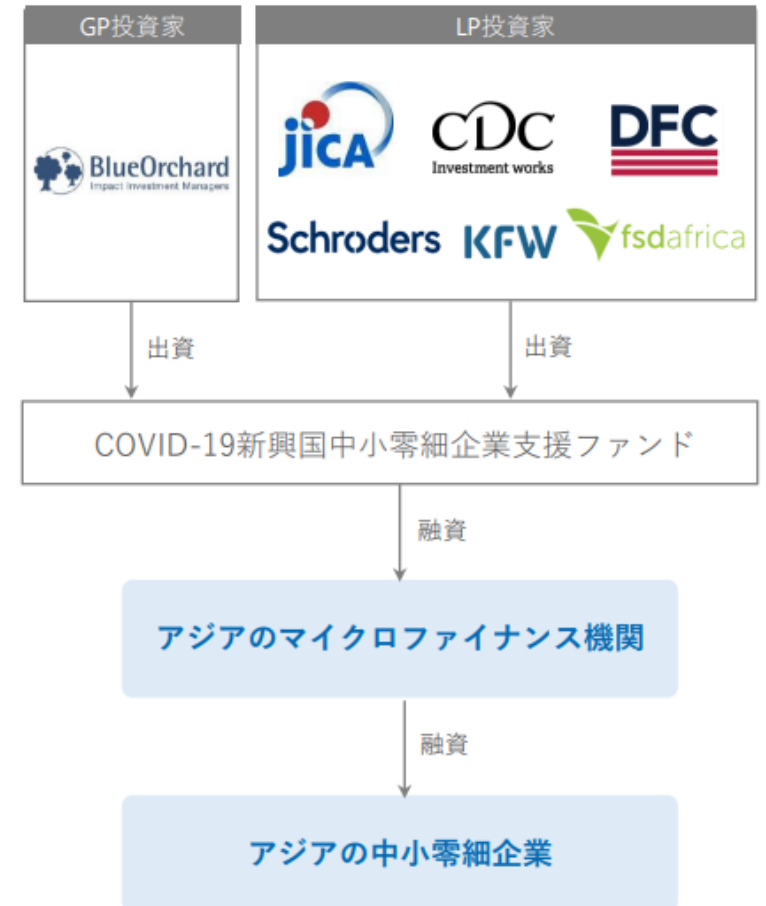 GP投資家
LP投資家
BlueOrchard
Impact Investment Managers
jICA
CDC
Investment works
DFC
Schroders
KFW
fsdafrica
出資
出資
COVID-19新興国中小零細企業支援ファンド
融資
アジアのマイクロファイナンス機関
融資
アジアの中小零細企業